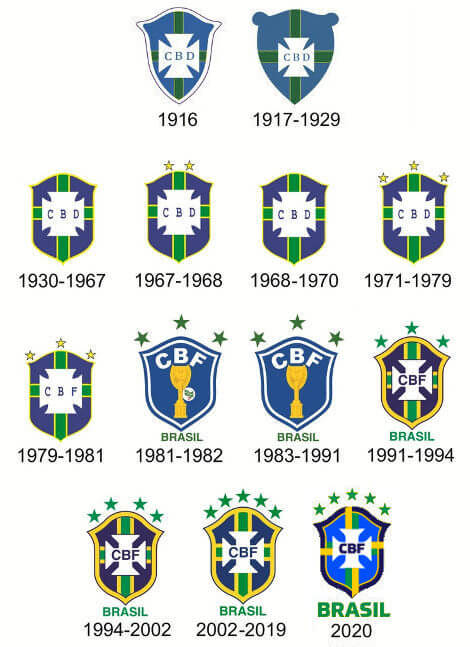 CBD
CBD
1916
1917-1929
CBD
CBD
CBD
CBD
1930-1967
1967-1968
1968-1970
1971-1979
CBF
CBF
CBF
CBF
BRASIL
BRASIL
BRASIL
1979-1981
1981-1982
1983-1991
1991-1994
CBF
CBF
CBF
BRASIL
BRASIL
BRASIL
1994-2002
2002-2019
2020